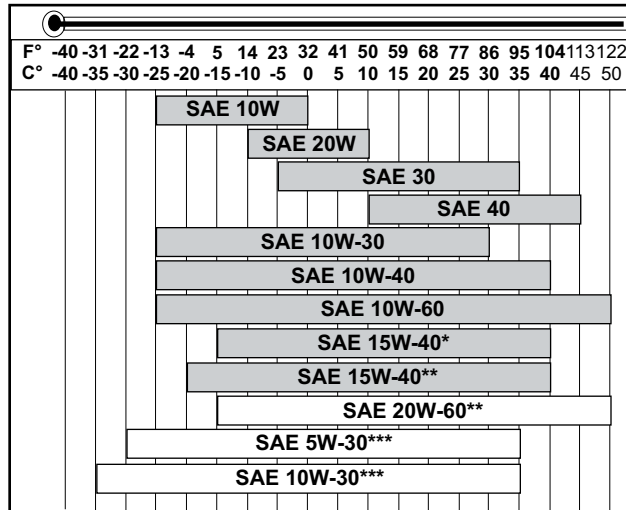 F° -40 -31 -22 -13 -4 5 14 23 32 41 50 59 68 77 86 95 104 113 122
C° -40 -35 -30 -25 -20 -15 -10 -5 0 5 10 15 20 25 30 35 40 45 50
SAE 10W
SAE 20W
SAE 30
SAE 40
SAE 10W-30
SAE 10W-40
SAE 10W-60
SAE 15W-40*
SAE 15W-40**
SAE 20W-60**
SAE 5W-30***
SAE 10W-30***